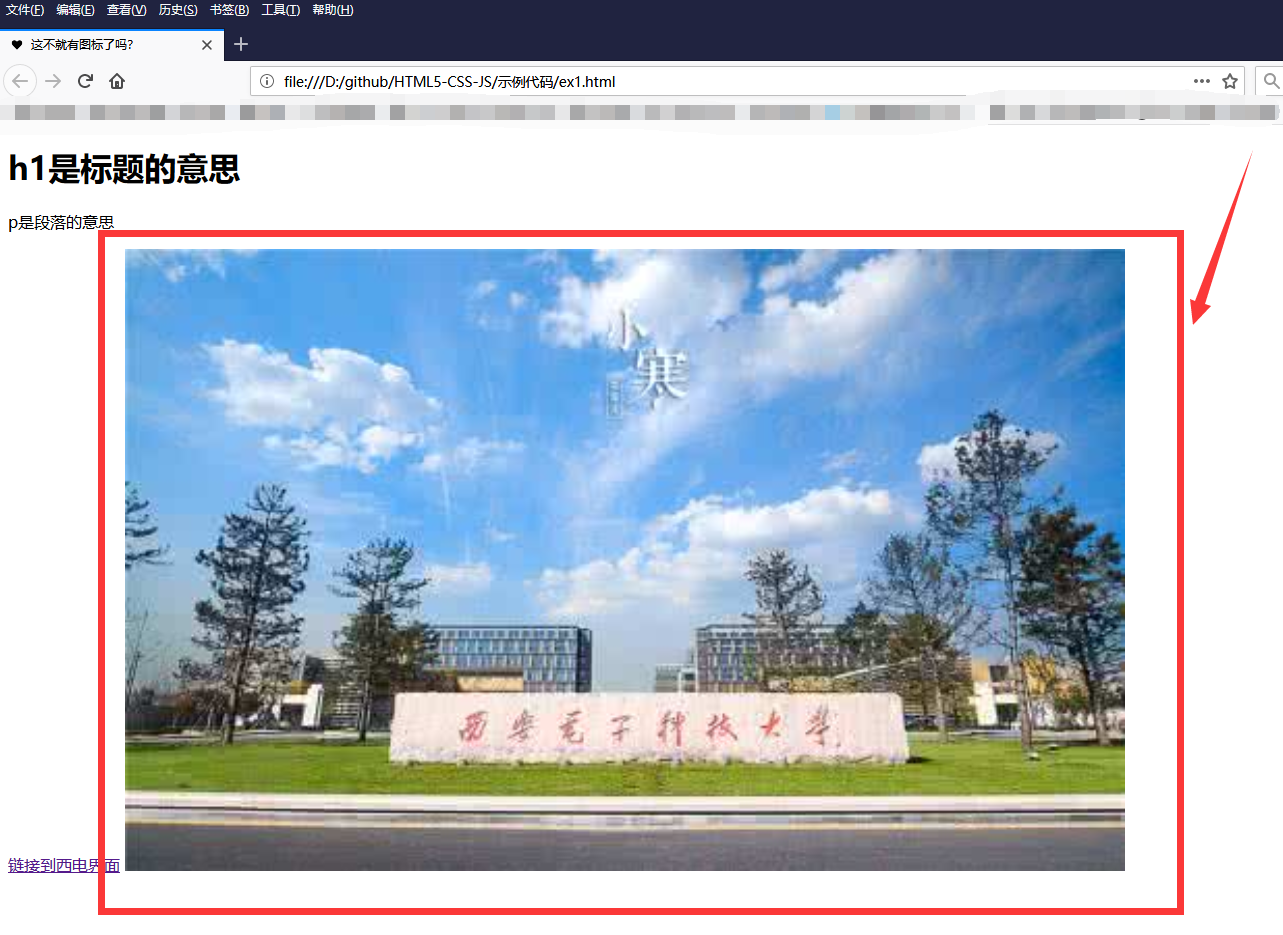 文件(F) 编辑(E) 查看(V) 历史(S) 书签(B) 工具(T) 帮助(H)
这不就有图标了吗?
file:///D:/github/HTML5-CSS-JS/示例代码/ex1.html
h1是标题的意思
p是段落的意思
小寒
西安电子科技大学
链接到西电界面